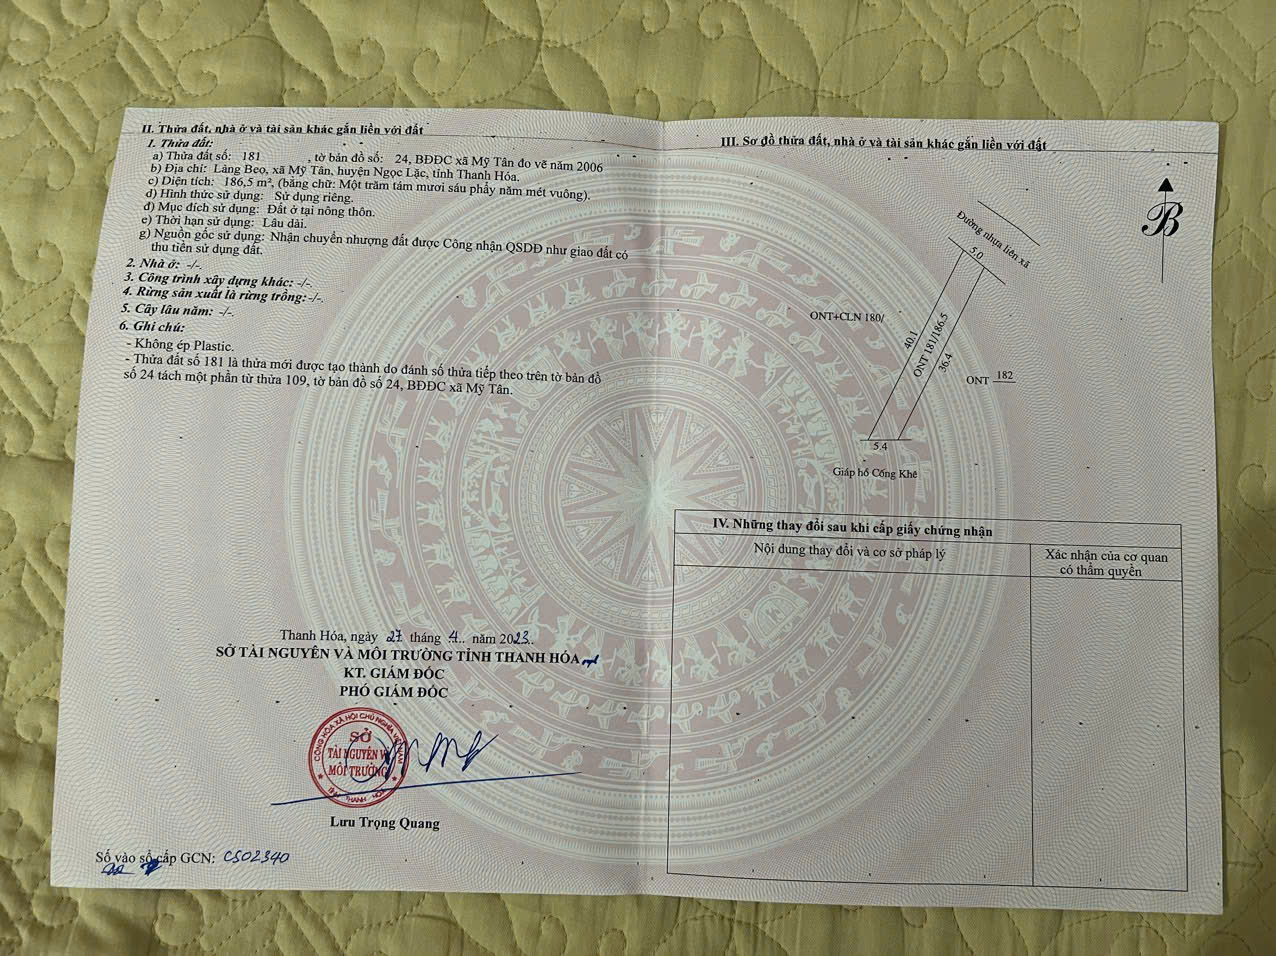 II. Thửa đất, nhà ở và tài sản khác gắn liền với đất
1. Thửa đất:
a) Thửa đất số: 181 , tờ bản đồ số: 24, BĐĐC xã Mỹ Tân đo vẽ năm 2006
b) Địa chỉ: Làng Beo, xã Mỹ Tân, huyện Ngọc Lặc, tỉnh Thanh Hóa.
c) Diện tích: 186,5 m², (bằng chữ: Một trăm tám mươi sáu phẩy năm mét vuông).
d) Hình thức sử dụng: Sử dụng riêng.
đ) Mục đích sử dụng: Đất ở tại nông thôn.
e) Thời hạn sử dụng: Lâu dài.
g) Nguồn gốc sử dụng: Nhận chuyển nhượng đất được Công nhận QSDĐ như giao đất có
thu tiền sử dụng đất.
2. Nhà ở: -/-.
3. Công trình xây dựng khác: -/-.
4. Rừng sản xuất là rừng trồng: -/-.
5. Cây lâu năm: -/-.
6. Ghi chú:
- Không ép Plastic.
- Thửa đất số 181 là thửa mới được tạo thành do đánh số thửa tiếp theo trên tờ bản đồ
số 24 tách một phần từ thửa 109, tờ bản đồ số 24, BĐĐC xã Mỹ Tân.
Thanh Hóa, ngày 27 tháng 4.. năm 2023..
SỞ TÀI NGUYÊN VÀ MÔI TRƯỜNG TỈNH THANH HÓA
KT. GIÁM ĐỐC
PHÓ GIÁM ĐỐC
CỘNG HÒA XÃ HỘI CHỦ NGHĨA VIỆT NAM
SỞ
TÀI NGUYÊN VÀ
MÔI TRƯỜNG
TỈNH THANH HÓA
Lưu Trọng Quang
Số vào sổ cấp GCN: CS02340
III. Sơ đồ thửa đất, nhà ở và tài sản khác gắn liền với đất
B
Đường nhựa liên xã
5.0
ONT+CLN 180/
40.1
ONT 181/186.5
36.4
ONT 182
5.4
Giáp hồ Cống Khê
IV. Những thay đổi sau khi cấp giấy chứng nhận
Nội dung thay đổi và cơ sở pháp lý
Xác nhận của cơ quan
có thẩm quyền